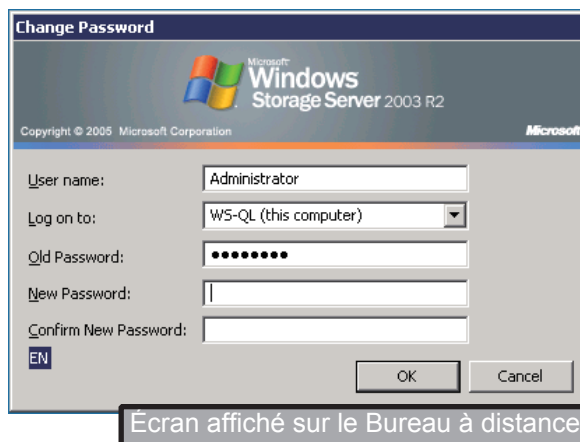 Change Password
Microsoft
Windows
Storage Server 2003 R2
Copyright © 2005 Microsoft Corporation
Microsoft
User name:
Administrator
Log on to:
WS-QL (this computer)
Old Password:
●●●●●●●●
New Password:
Confirm New Password:
EN
OK
Cancel
Écran affiché sur le Bureau à distance